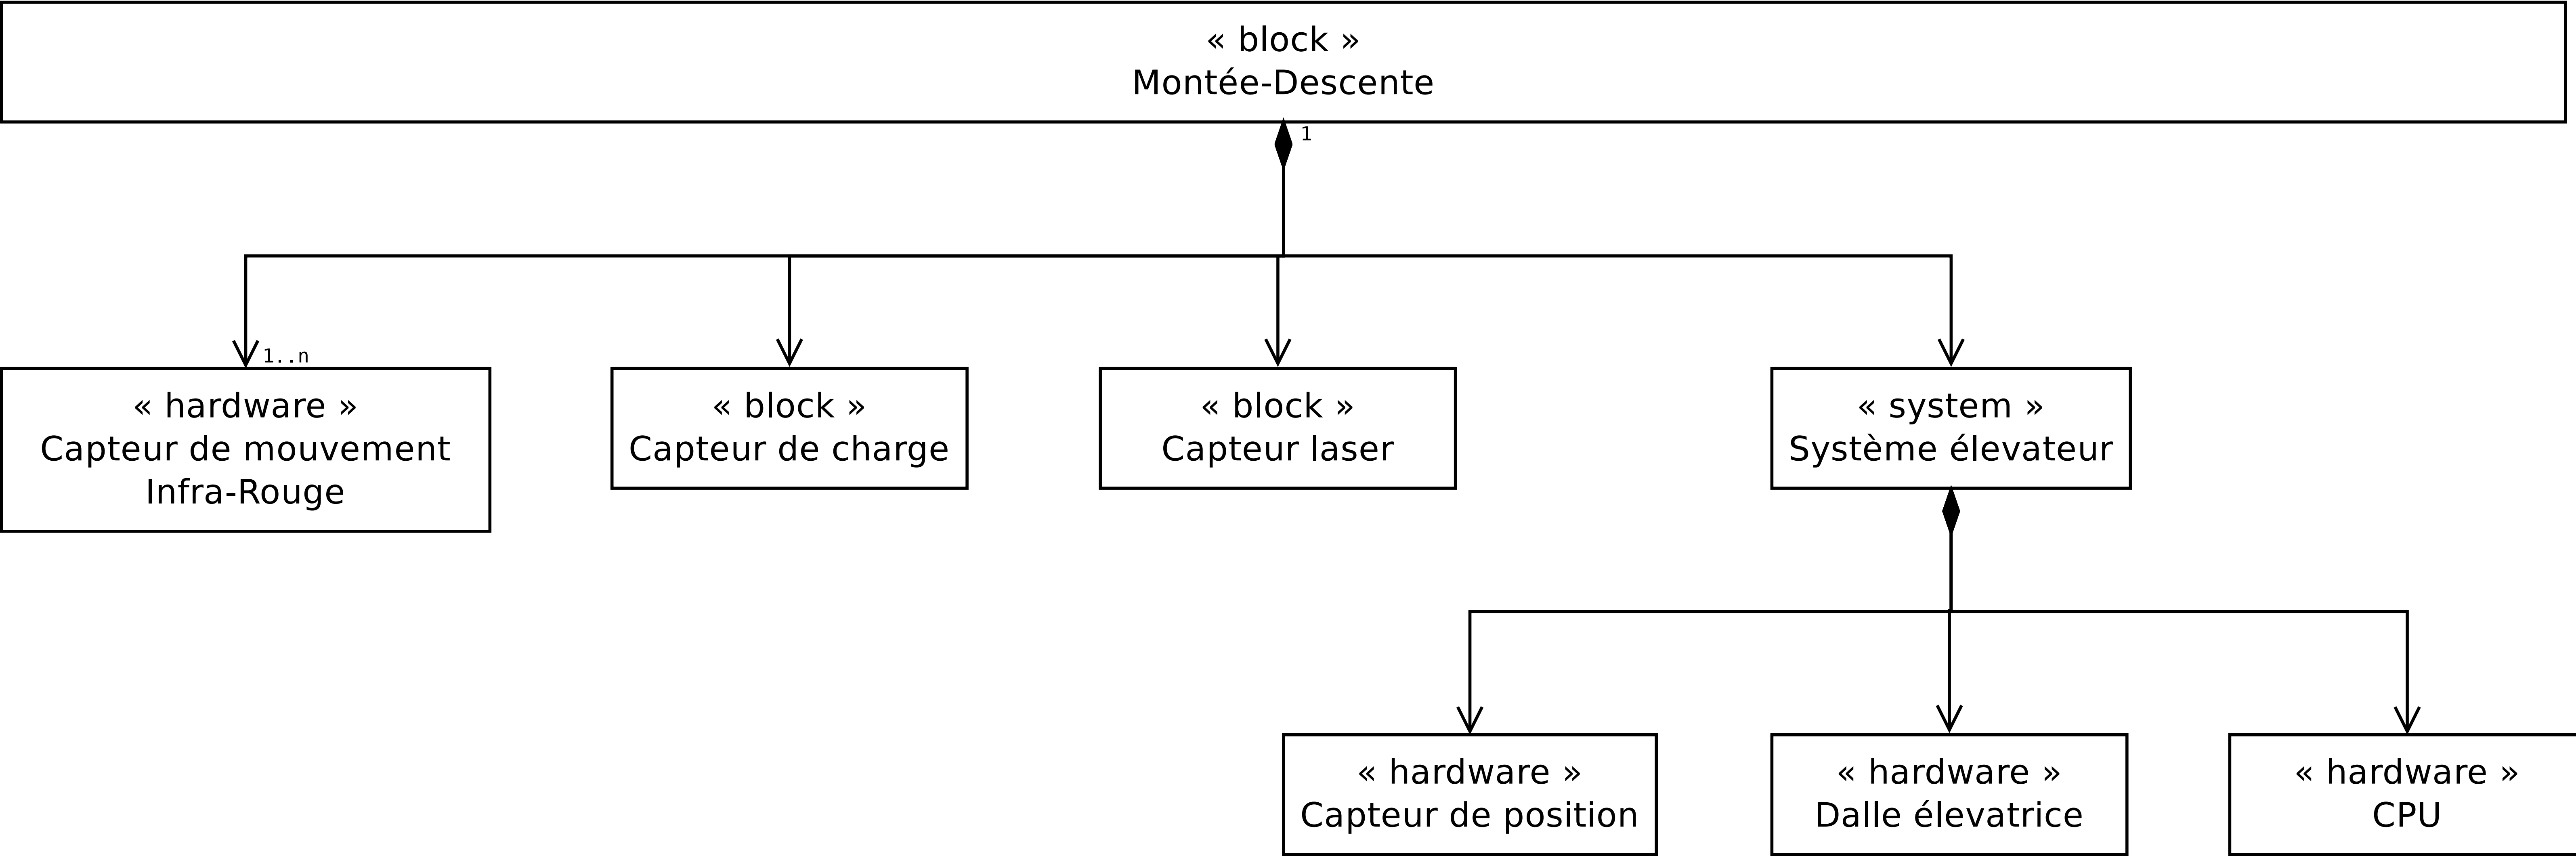 « block »
Montée-Descente
1
1..n
« hardware »
Capteur de mouvement
Infra-Rouge
« block »
Capteur de charge
« block »
Capteur laser
« system »
Système élevateur
« hardware »
Capteur de position
« hardware »
Dalle élevatrice
« hardware »
CPU